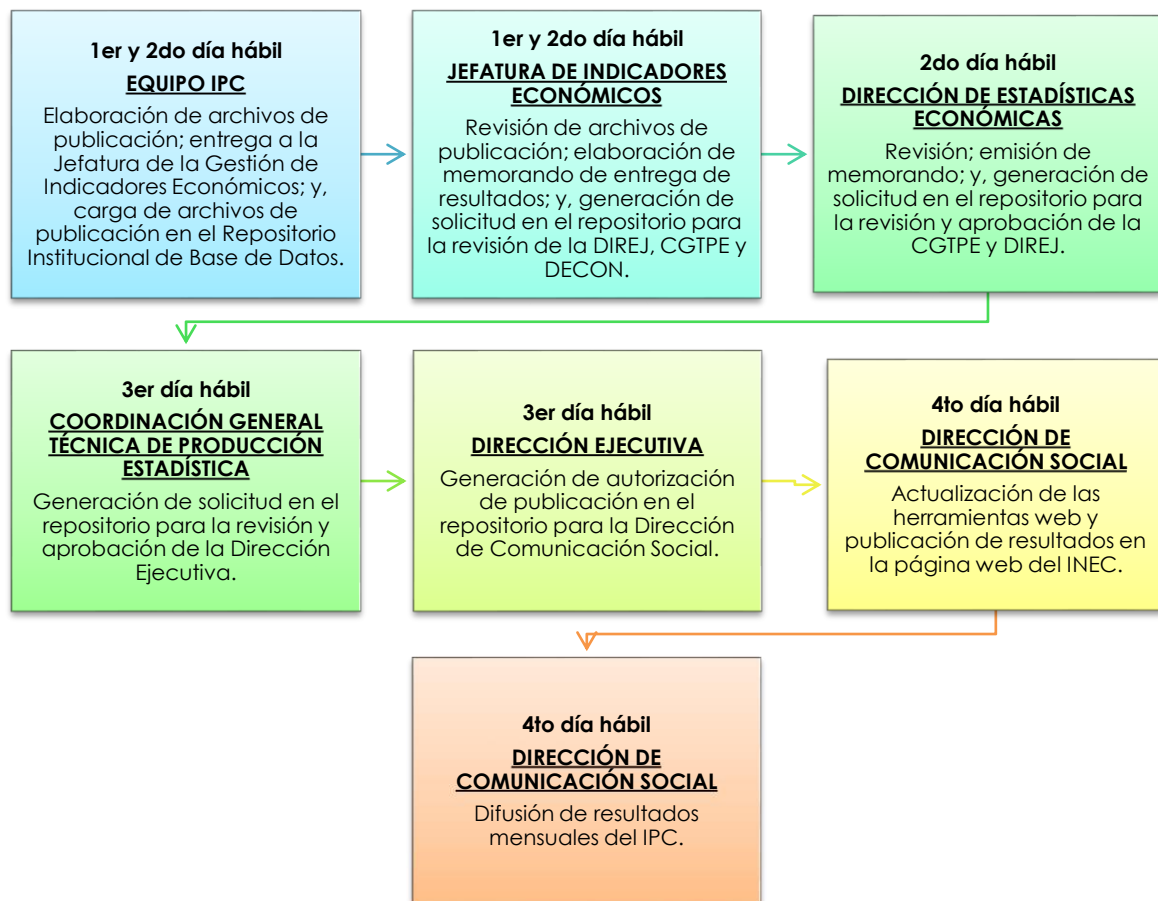 1er y 2do día hábil
EQUIPO IPC
Elaboración de archivos de
publicación; entrega a la
Jefatura de la Gestión de
Indicadores Económicos; y,
carga de archivos de
publicación en el Repositorio
Institucional de Base de Datos.
1er y 2do día hábil
JEFATURA DE INDICADORES
ECONÓMICOS
Revisión de archivos de
publicación; elaboración de
memorando de entrega de
resultados; y, generación de
solicitud en el repositorio para
la revisión de la DIREJ, CGTPE y
DECON.
2do día hábil
DIRECCIÓN DE ESTADÍSTICAS
ECONÓMICAS
Revisión; emisión de
memorando; y, generación de
solicitud en el repositorio para
la revisión y aprobación de la
CGTPE y DIREJ.
3er día hábil
COORDINACIÓN GENERAL
TÉCNICA DE PRODUCCIÓN
ESTADÍSTICA
Generación de solicitud en el
repositorio para la revisión y
aprobación de la Dirección
Ejecutiva.
3er día hábil
DIRECCIÓN EJECUTIVA
Generación de autorización
de publicación en el
repositorio para la Dirección
de Comunicación Social.
4to día hábil
DIRECCIÓN DE
COMUNICACIÓN SOCIAL
Actualización de las
herramientas web y
publicación de resultados en
la página web del INEC.
4to día hábil
DIRECCIÓN DE
COMUNICACIÓN SOCIAL
Difusión de resultados
mensuales del IPC.